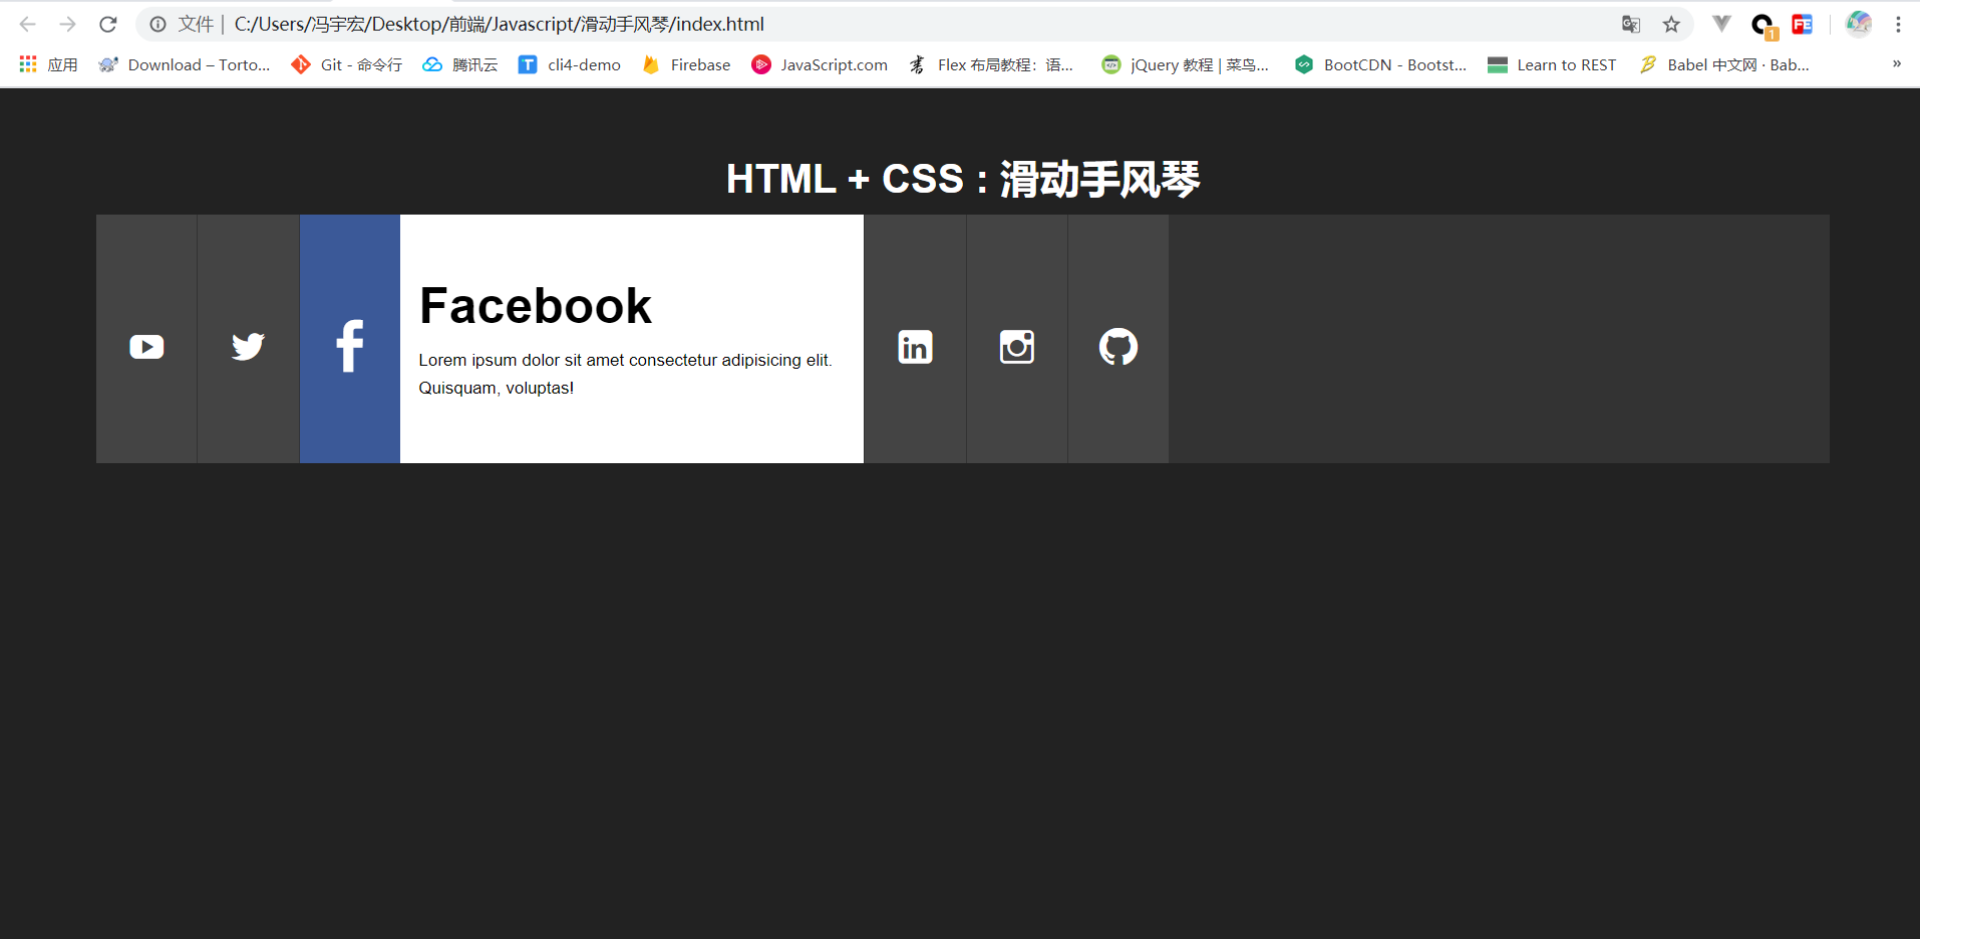 文件 | C:/Users/冯宇宏/Desktop/前端/Javascript/滑动手风琴/index.html
1
FE
应用 Download – Torto... Git - 命令行 腾讯云 T cli4-demo Firebase JavaScript.com Flex 布局教程：语... jQuery 教程 | 菜鸟... BootCDN - Bootst... Learn to REST Babel 中文网 · Bab... »
HTML + CSS : 滑动手风琴
Facebook
Lorem ipsum dolor sit amet consectetur adipisicing elit.
Quisquam, voluptas!